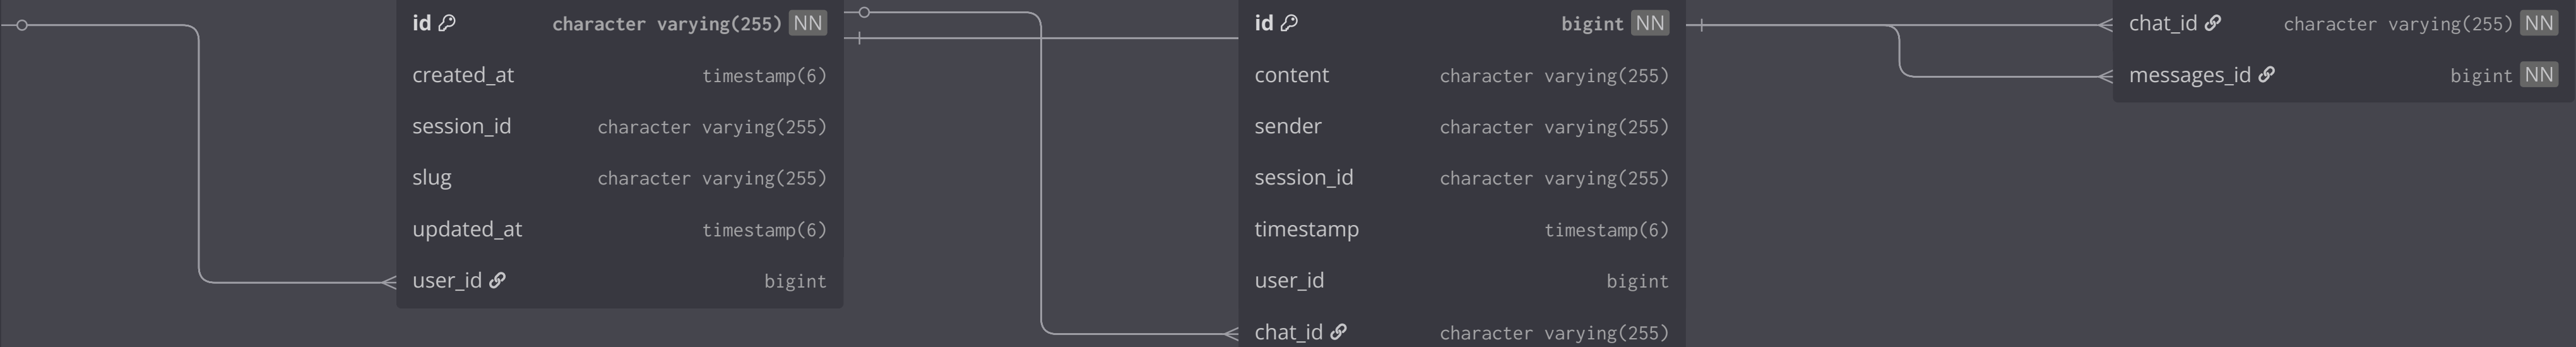 id character varying(255) NN
created_at timestamp(6)
session_id character varying(255)
slug character varying(255)
updated_at timestamp(6)
user_id bigint
id bigint NN
content character varying(255)
sender character varying(255)
session_id character varying(255)
timestamp timestamp(6)
user_id bigint
chat_id character varying(255)
chat_id character varying(255) NN
messages_id bigint NN